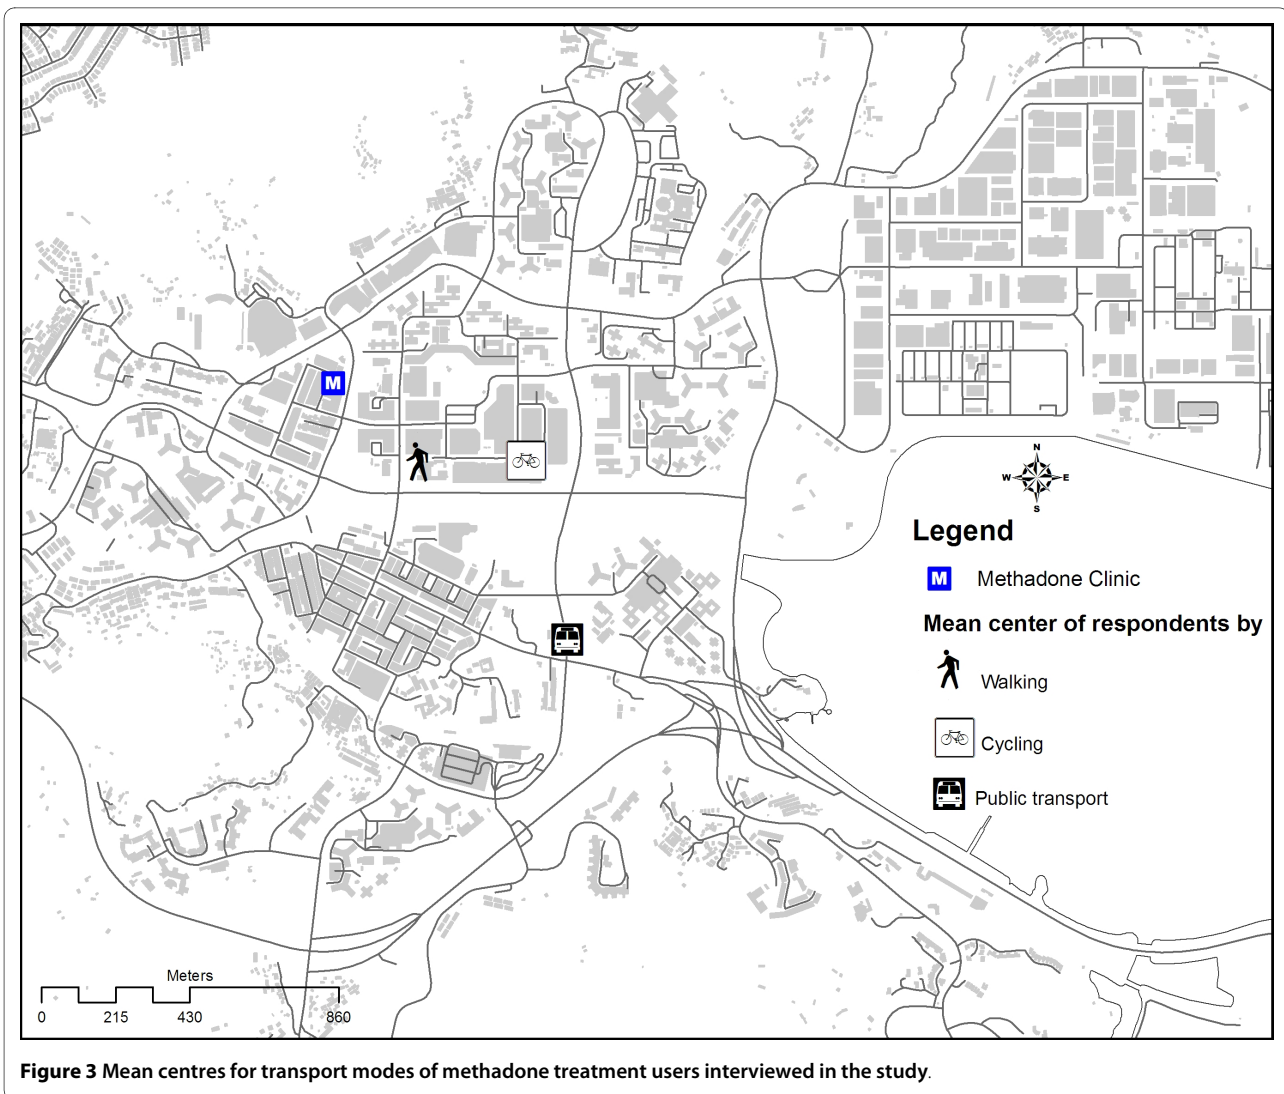 M
N
W E
S
Legend
M Methadone Clinic
Mean center of respondents by
Walking
Cycling
Public transport
Meters
0 215 430 860
Figure 3 Mean centres for transport modes of methadone treatment users interviewed in the study.